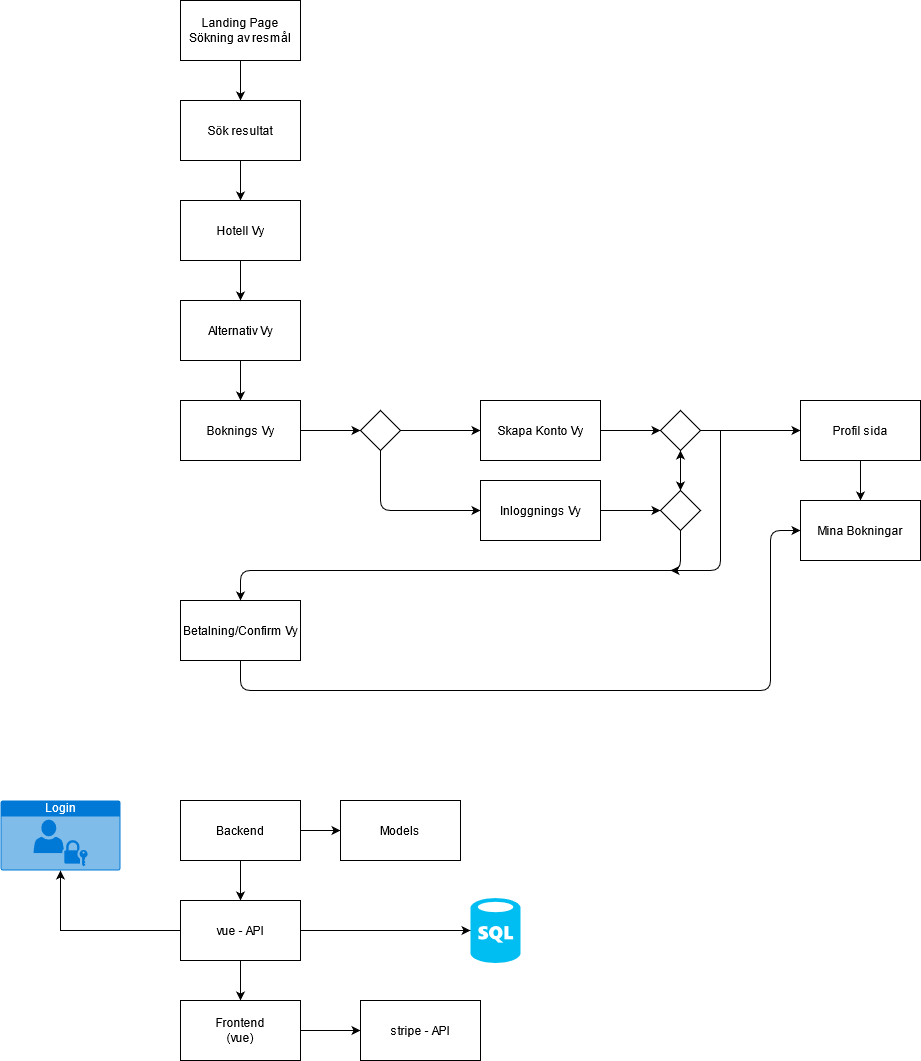 Landing Page
Sökning av resmål
Sök resultat
Hotell Vy
Alternativ Vy
Boknings Vy
Skapa Konto Vy
Profil sida
Inloggnings Vy
Mina Bokningar
Betalning/Confirm Vy
Login
Backend
Models
vue - API
SQL
Frontend
(vue)
stripe - API